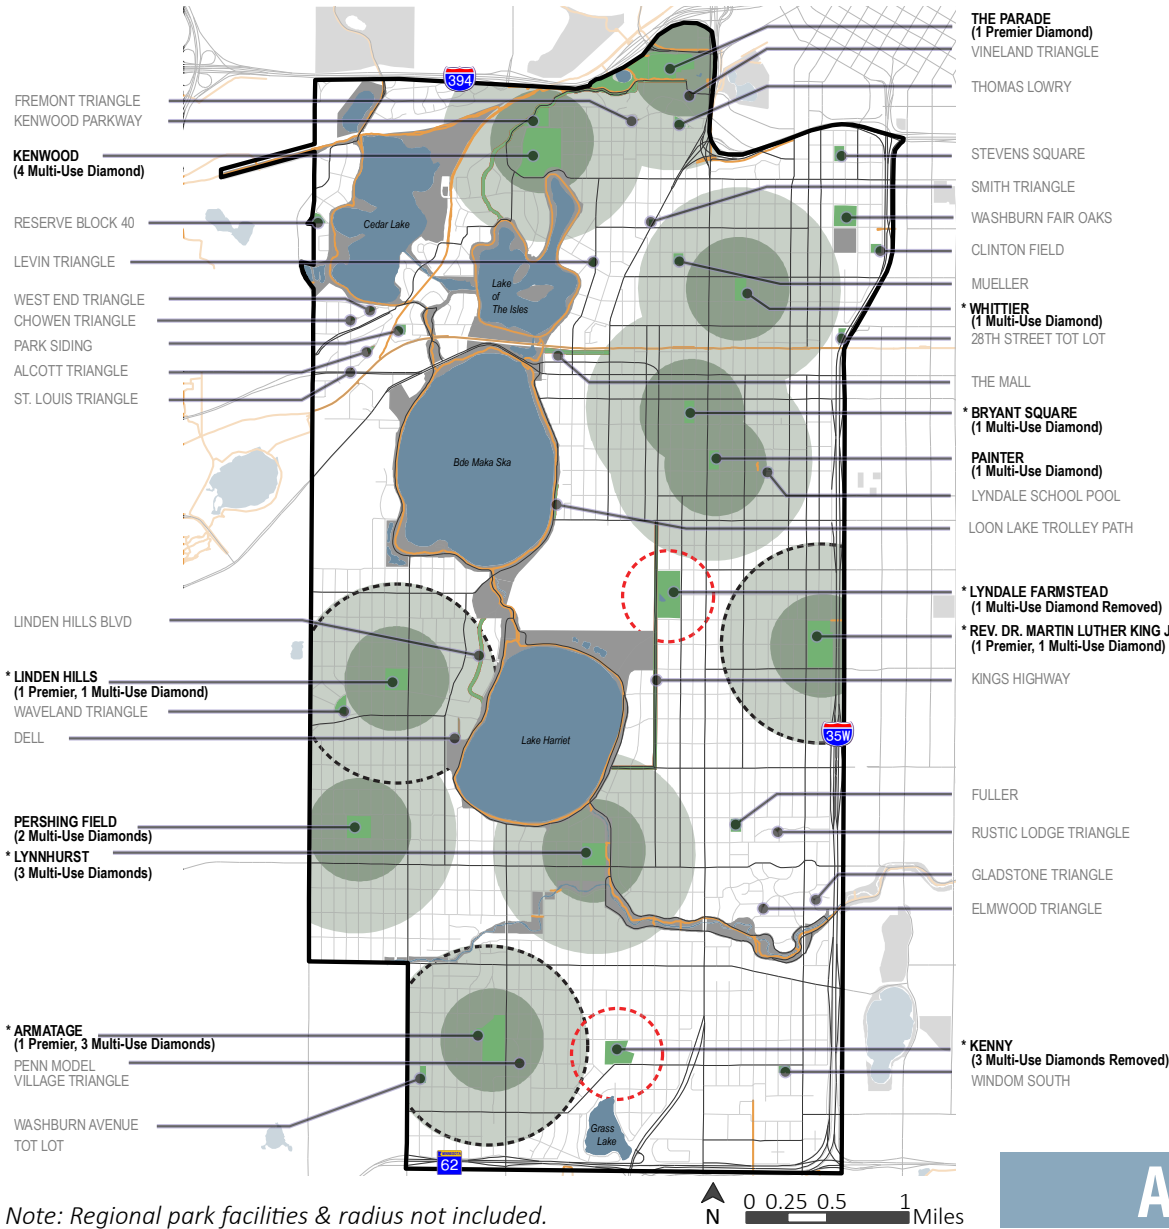 FREMONT TRIANGLE
KENWOOD PARKWAY
KENWOOD
(4 Multi-Use Diamond)
RESERVE BLOCK 40
LEVIN TRIANGLE
WEST END TRIANGLE
CHOWEN TRIANGLE
PARK SIDING
ALCOTT TRIANGLE
ST. LOUIS TRIANGLE
LINDEN HILLS BLVD
* LINDEN HILLS
(1 Premier, 1 Multi-Use Diamond)
WAVELAND TRIANGLE
DELL
PERSHING FIELD
(2 Multi-Use Diamonds)
* LYNNHURST
(3 Multi-Use Diamonds)
* ARMATAGE
(1 Premier, 3 Multi-Use Diamonds)
PENN MODEL
VILLAGE TRIANGLE
WASHBURN AVENUE
TOT LOT
394
Cedar Lake
Lake
of
The Isles
Bde Maka Ska
Lake Harriet
35W
Grass
Lake
MINNESOTA
62
THE PARADE
(1 Premier Diamond)
VINELAND TRIANGLE
THOMAS LOWRY
STEVENS SQUARE
SMITH TRIANGLE
WASHBURN FAIR OAKS
CLINTON FIELD
MUELLER
* WHITTIER
(1 Multi-Use Diamond)
28TH STREET TOT LOT
THE MALL
* BRYANT SQUARE
(1 Multi-Use Diamond)
PAINTER
(1 Multi-Use Diamond)
LYNDALE SCHOOL POOL
LOON LAKE TROLLEY PATH
* LYNDALE FARMSTEAD
(1 Multi-Use Diamond Removed)
* REV. DR. MARTIN LUTHER KING J
(1 Premier, 1 Multi-Use Diamond)
KINGS HIGHWAY
FULLER
RUSTIC LODGE TRIANGLE
GLADSTONE TRIANGLE
ELMWOOD TRIANGLE
* KENNY
(3 Multi-Use Diamonds Removed)
WINDOM SOUTH
Note: Regional park facilities & radius not included.
N
0 0.25 0.5 1
Miles
A